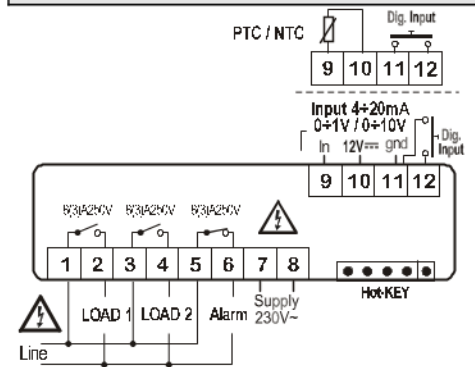 PTC / NTC
Dig. Input
9 10 11 12
Input 4÷20mA
0÷1V / 0÷10V
In 12V⎓ gnd
Dig.
Input
9 10 11 12
8(3)A250V 8(3)A250V 8(3)A250V
1 2 3 4 5 6 7 8
Hot-KEY
LOAD 1 LOAD 2 Alarm Supply
230V~
Line